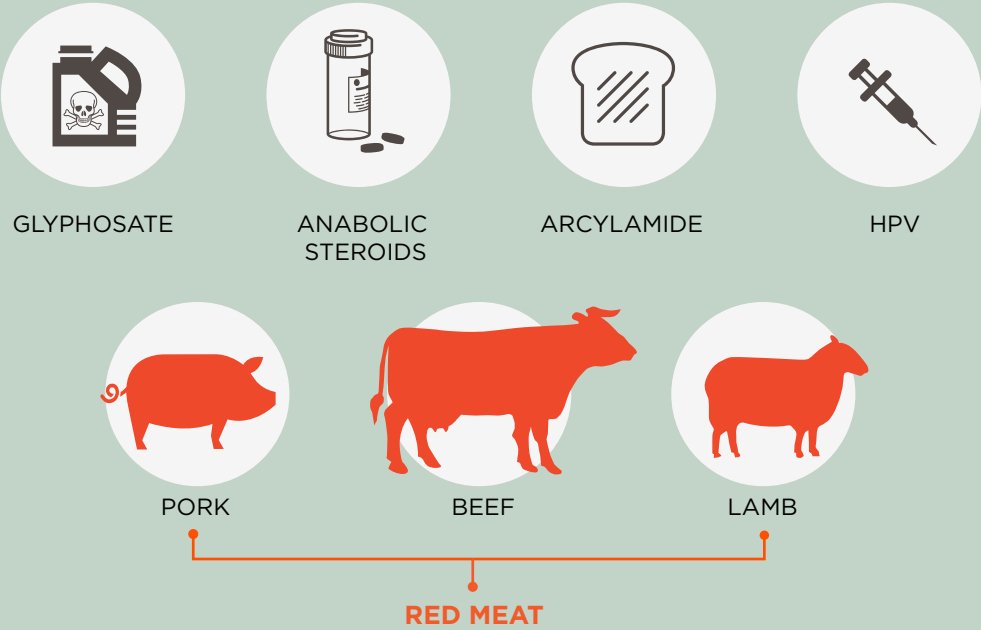 GLYPHOSATE
ANABOLIC
STEROIDS
ARCYLAMIDE
HPV
PORK
BEEF
LAMB
RED MEAT